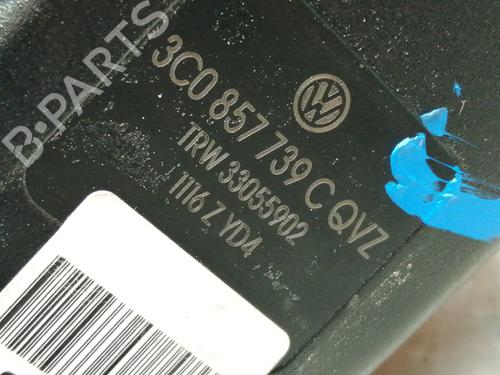 B-PARTS
3C0 857 739 C QVZ
TRW 33055902
1116 Z YD4